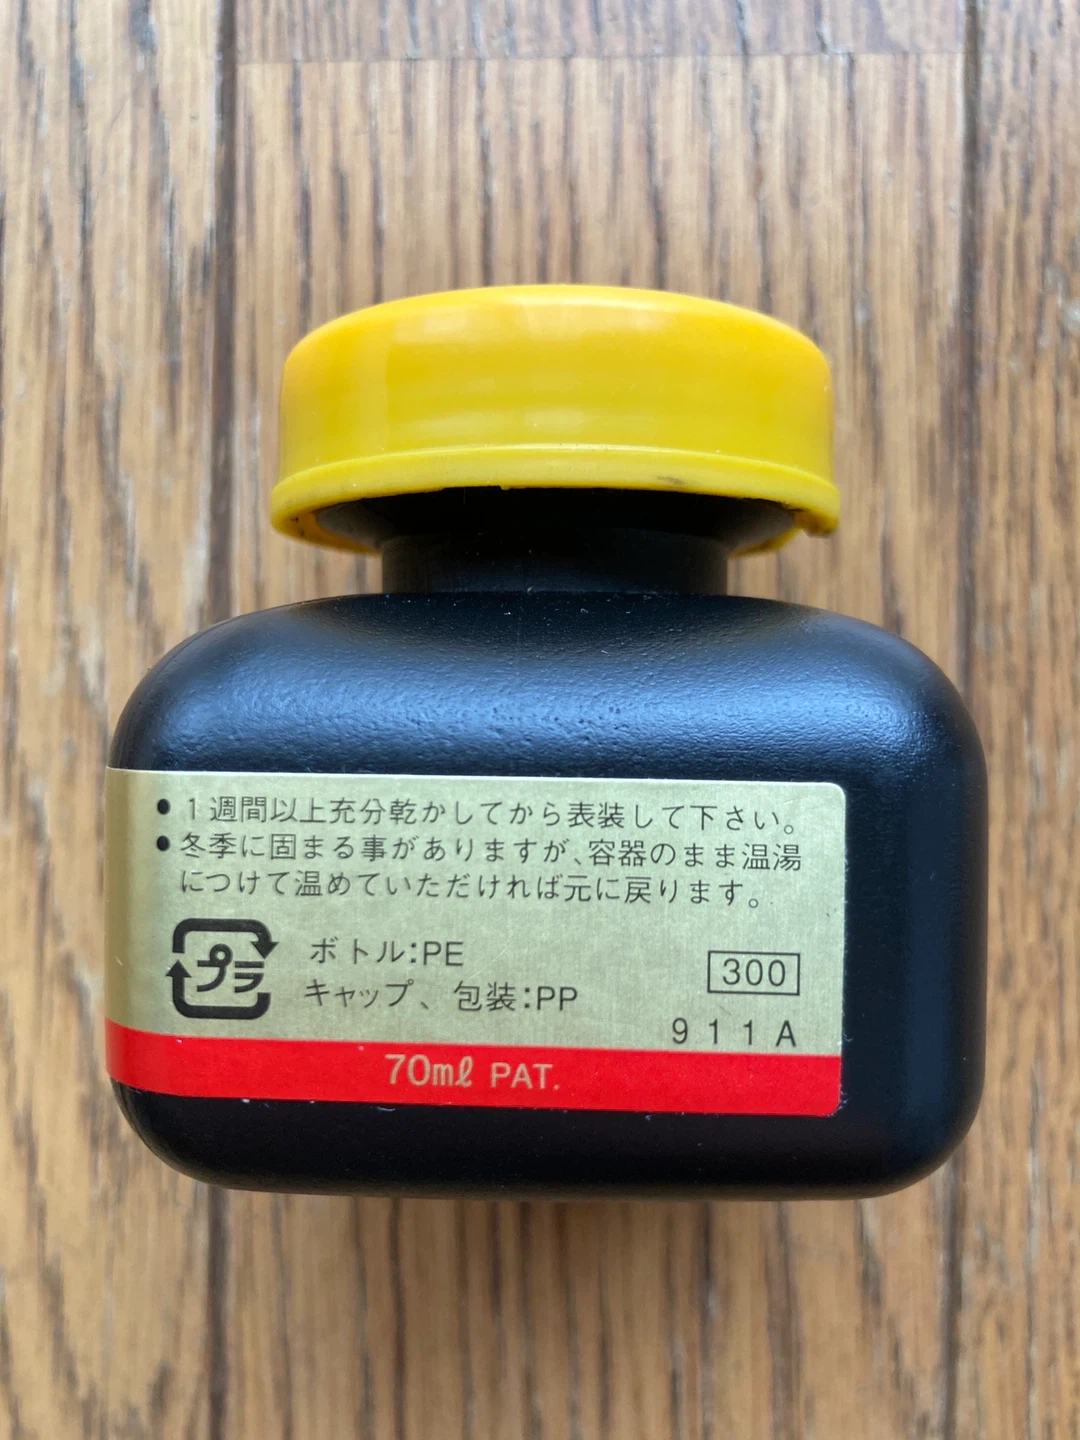 ●1週間以上充分乾かしてから表装して下さい。
●冬季に固まる事がありますが、容器のまま温湯
につけて温めていただければ元に戻ります。
プラ
ボトル:PE
キャップ、包装:PP
300
911A
70mℓ PAT.